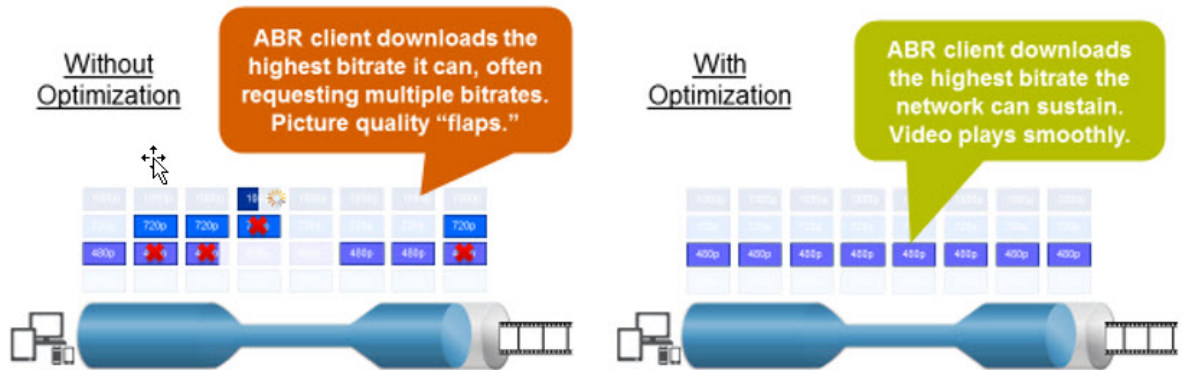 Without
Optimization
ABR client downloads the
highest bitrate it can, often
requesting multiple bitrates.
Picture quality “flaps.”
720p 720p 720p
480p 480p 480p
With
Optimization
ABR client downloads
the highest bitrate the
network can sustain.
Video plays smoothly.
480p 480p 480p 480p 480p 480p 480p 480p